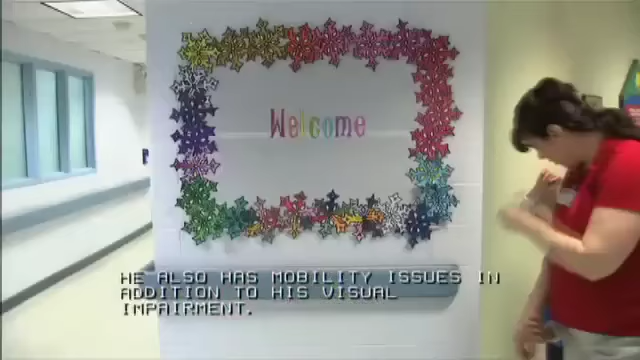 Welcome
HE ALSO HAS MOBILITY ISSUES IN
ADDITION TO HIS VISUAL
IMPAIRMENT.